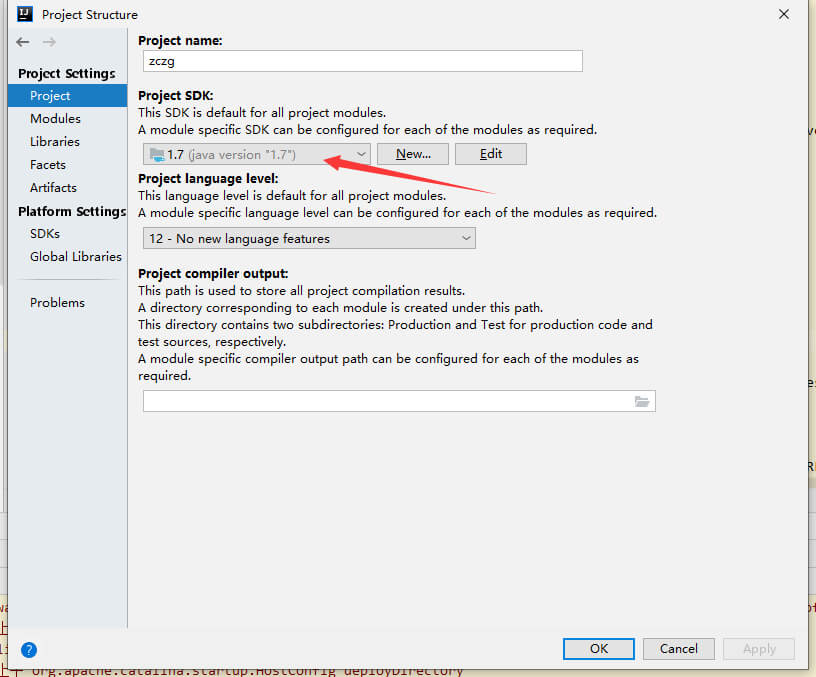 Project Structure
Project name:
zczg
Project Settings
Project
Modules
Libraries
Facets
Artifacts
Platform Settings
SDKs
Global Libraries
Problems
Project SDK:
This SDK is default for all project modules.
A module specific SDK can be configured for each of the modules as required.
1.7 (java version "1.7")
New...
Edit
Project language level:
This language level is default for all project modules.
A module specific language level can be configured for each of the modules as required.
12 - No new language features
Project compiler output:
This path is used to store all project compilation results.
A directory corresponding to each module is created under this path.
This directory contains two subdirectories: Production and Test for production code and
test sources, respectively.
A module specific compiler output path can be configured for each of the modules as
required.
?
OK
Cancel
Apply
org.apache.catalina.startup.HostConfig deployDirectory